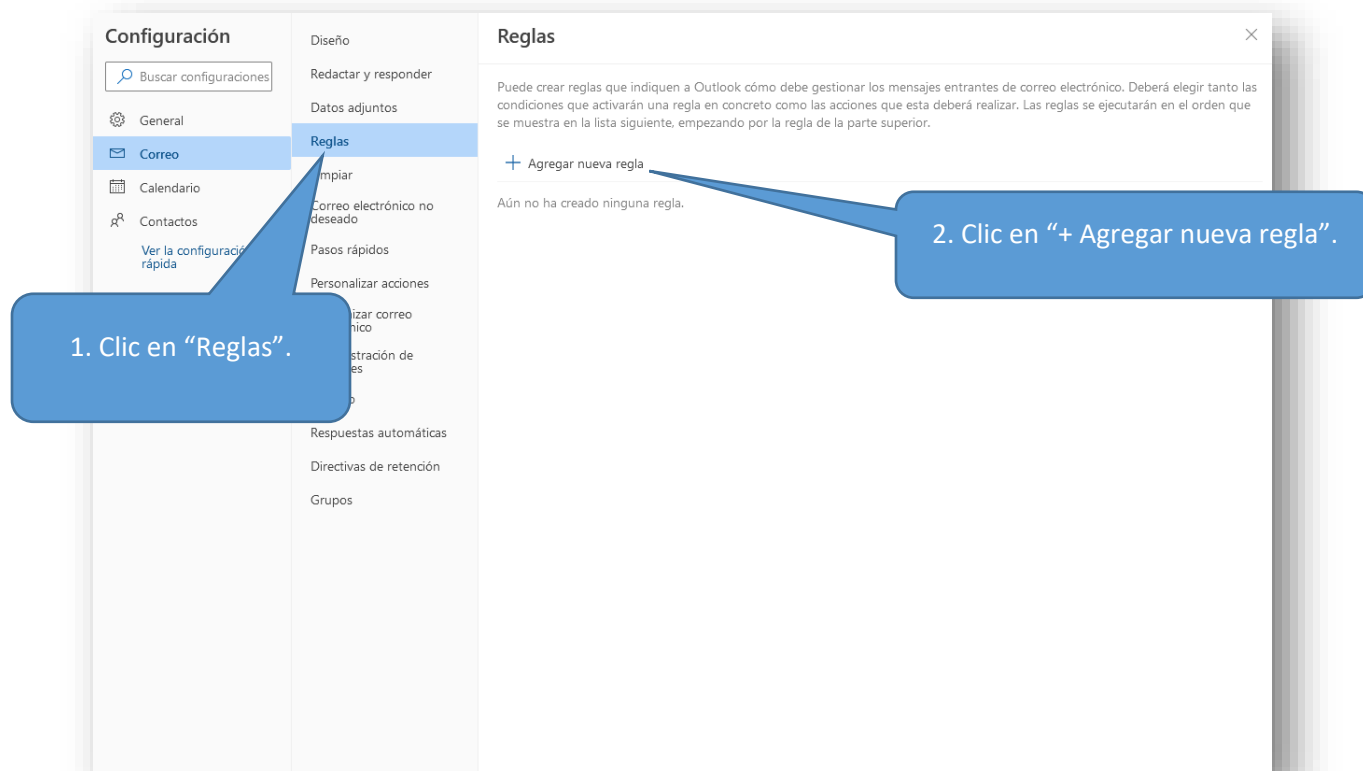 Configuración
Buscar configuraciones
General
Correo
Calendario
Contactos
Ver la
rápida
Diseño
Redactar y responder
Datos adjuntos
Reglas
Correo electrónico no
deseado
Pasos rápidos
Personalizar acciones
correo
de
Respuestas automáticas
Directivas de retención
Grupos
Reglas
Puede crear reglas que indiquen a Outlook cómo debe gestionar los mensajes entrantes de correo electrónico. Deberá elegir tanto las
condiciones que activarán una regla en concreto como las acciones que esta deberá realizar. Las reglas se ejecutarán en el orden que
se muestra en la lista siguiente, empezando por la regla de la parte superior.
+ Agregar nueva regla
Aún no ha creado ninguna regla.
1. Clic en “Reglas”.
2. Clic en “+ Agregar nueva regla”.